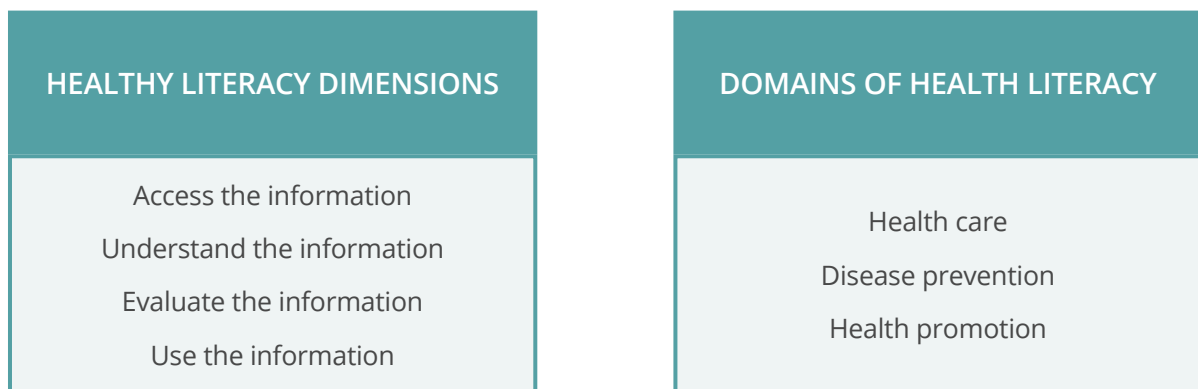 HEALTHY LITERACY DIMENSIONS
Access the information
Understand the information
Evaluate the information
Use the information
DOMAINS OF HEALTH LITERACY
Health care
Disease prevention
Health promotion